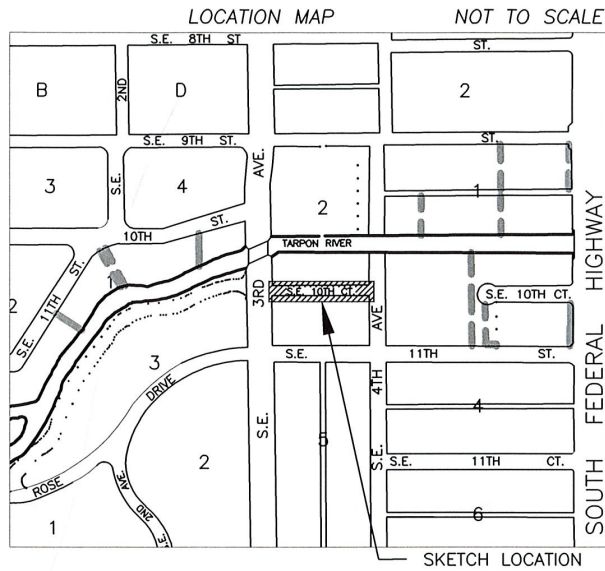 LOCATION MAP
NOT TO SCALE
S.E. 8TH ST
ST.
B
2ND
D
2
S.E. 9TH ST.
ST.
AVE.
3
S.E.
4
1
2
10TH ST.
TARPON RIVER
HIGHWAY
1
3RD
S.E. 10TH CT.
S.E. 10TH CT.
2
S.E. 11TH ST.
AVE
FEDERAL
3
S.E. 11TH ST.
DRIVE
4TH
4
S.E.
5
2
S.E.
S.E. 11TH CT.
ROSE
2ND AVE.
S.E.
6
SOUTH
1
SKETCH LOCATION